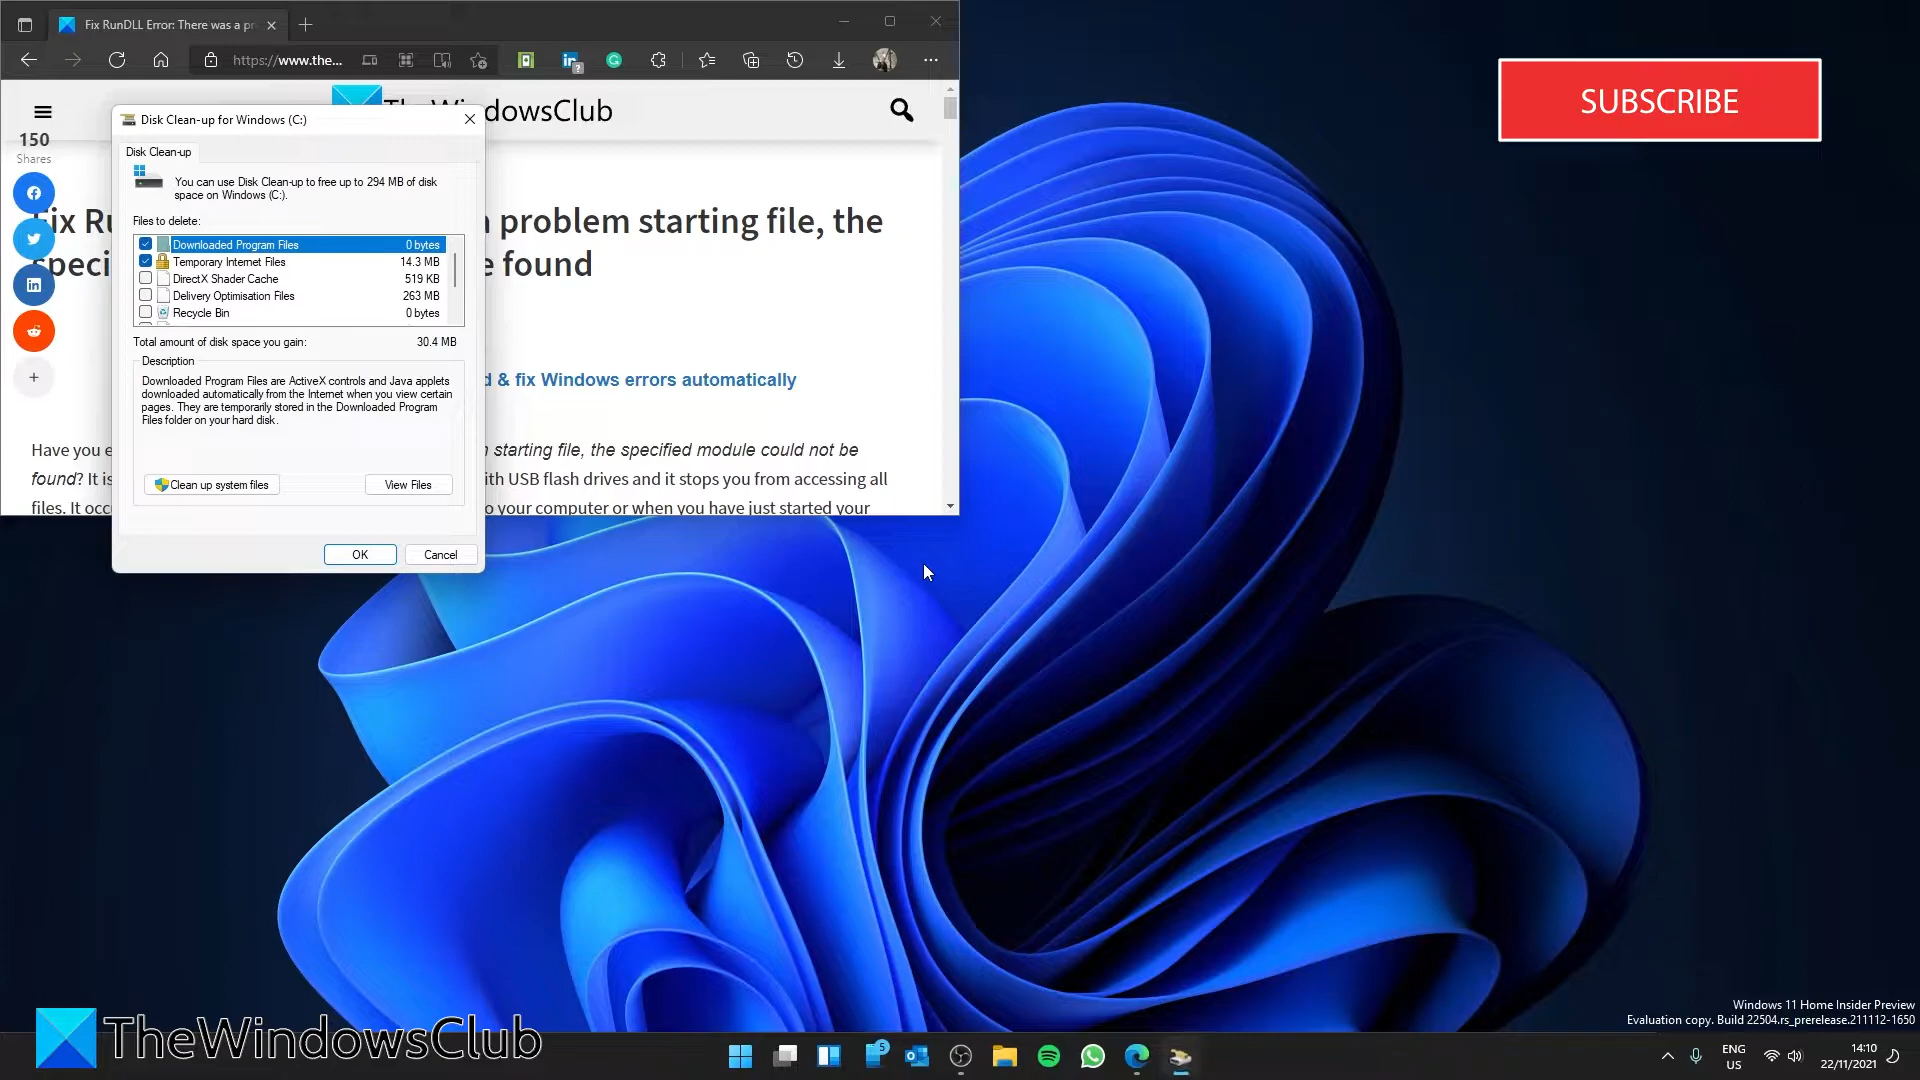 Fix RunDLL Error: There was a pr
https://www.the...
TheWindowsClub
150
Shares
Fix Ru
n problem starting file, the
speci
e found
d & fix Windows errors automatically
Have you e
n starting file, the specified module could not be
found? It is
ith USB flash drives and it stops you from accessing all
files. It occ
o your computer or when you have just started your
Disk Clean-up for Windows (C:)
Disk Clean-up
You can use Disk Clean-up to free up to 294 MB of disk
space on Windows (C:).
Files to delete:
Downloaded Program Files 0 bytes
Temporary Internet Files 14.3 MB
DirectX Shader Cache 519 KB
Delivery Optimisation Files 263 MB
Recycle Bin 0 bytes
Total amount of disk space you gain: 30.4 MB
Description
Downloaded Program Files are ActiveX controls and Java applets
downloaded automatically from the Internet when you view certain
pages. They are temporarily stored in the Downloaded Program
Files folder on your hard disk.
Clean up system files View Files
OK Cancel
SUBSCRIBE
Windows 11 Home Insider Preview
Evaluation copy. Build 22504.rs_prerelease.211112-1650
TheWindowsClub
5
ENG
US
14:10
22/11/2021